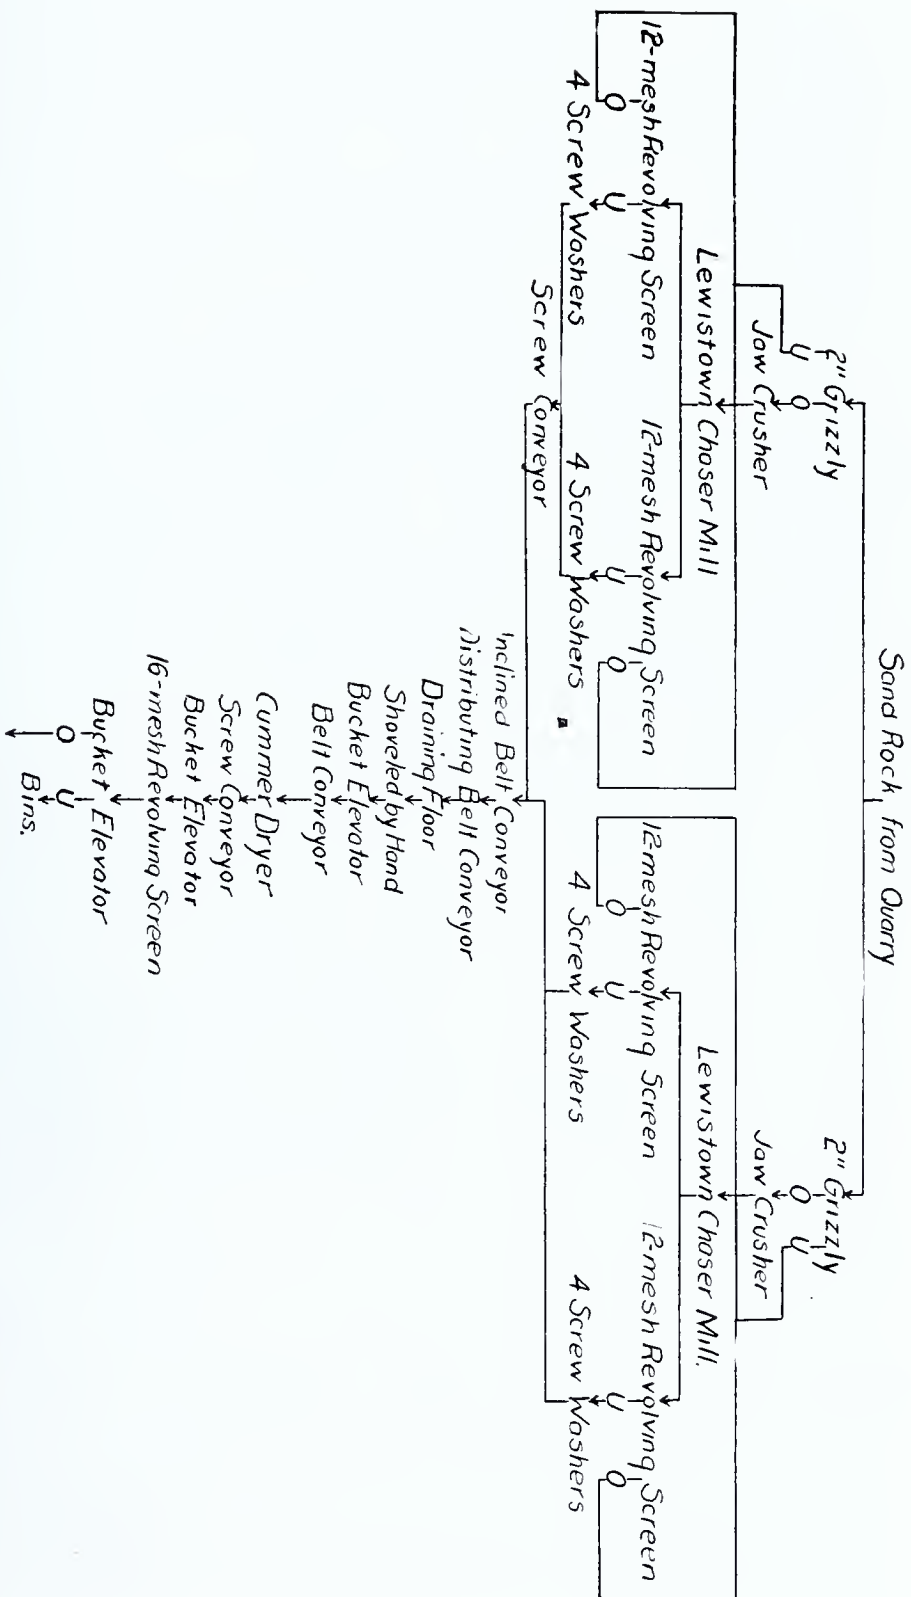 Sand Rock from Quarry
2" Grizzly
2" Grizzly
U O
O U
Jaw Crusher
Jaw Crusher
Lewistown Chaser Mill
Lewistown Chaser Mill.
12-mesh Revolving Screen
12-mesh Revolving Screen
12-mesh Revolving Screen
12-mesh Revolving Screen
O U
U O
O U
U O
4 Screw Washers
4 Screw Washers
4 Screw Washers
4 Screw Washers
Screw Conveyor
Inclined Belt Conveyor
Distributing Belt Conveyor
Draining Floor
Shoveled by Hand
Bucket Elevator
Belt Conveyor
Cummer Dryer
Screw Conveyor
Bucket Elevator
16-mesh Revolving Screen
Bucket Elevator
O U
Bins.